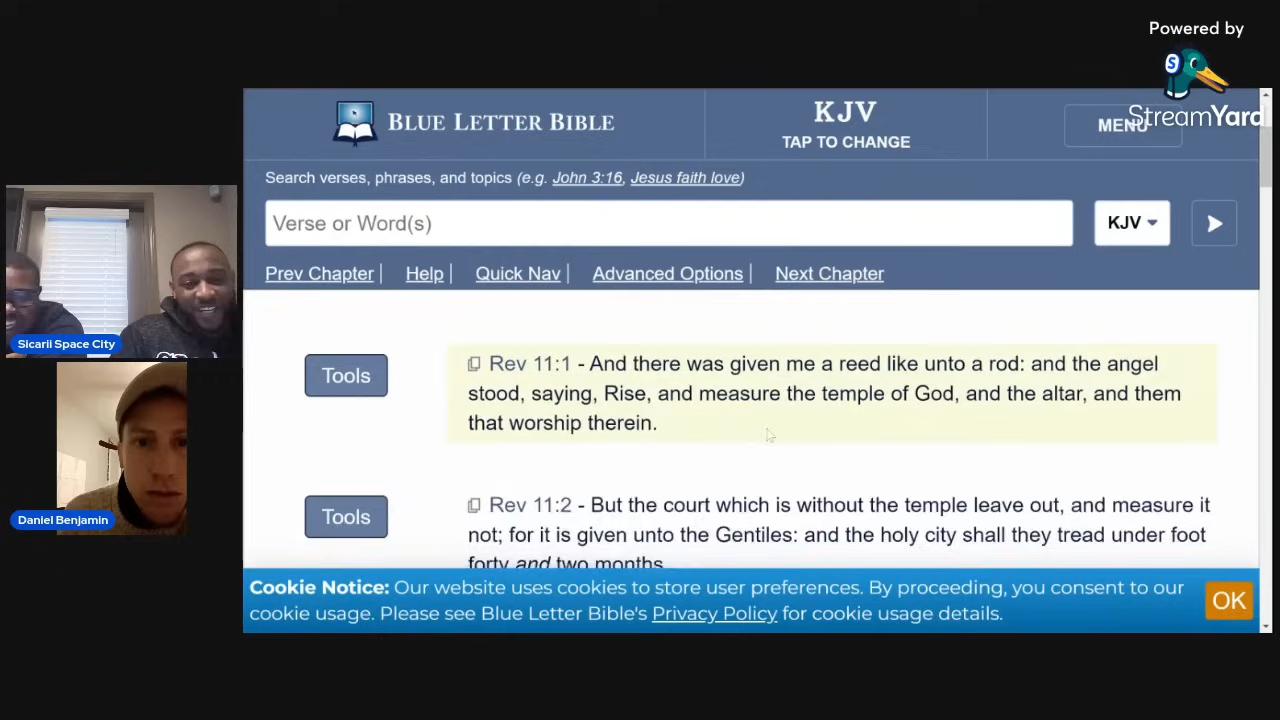 Powered by
StreamYard
BLUE LETTER BIBLE
KJV
TAP TO CHANGE
MENU
Search verses, phrases, and topics (e.g. John 3:16, Jesus faith love)
Verse or Word(s)
KJV
Prev Chapter | Help | Quick Nav | Advanced Options | Next Chapter
Sicarii Space City
Daniel Benjamin
Tools
Rev 11:1 - And there was given me a reed like unto a rod: and the angel
stood, saying, Rise, and measure the temple of God, and the altar, and them
that worship therein.
Tools
Rev 11:2 - But the court which is without the temple leave out, and measure it
not; for it is given unto the Gentiles: and the holy city shall they tread under foot
forty and two months.
Cookie Notice: Our website uses cookies to store user preferences. By proceeding, you consent to our
cookie usage. Please see Blue Letter Bible's Privacy Policy for cookie usage details.
OK